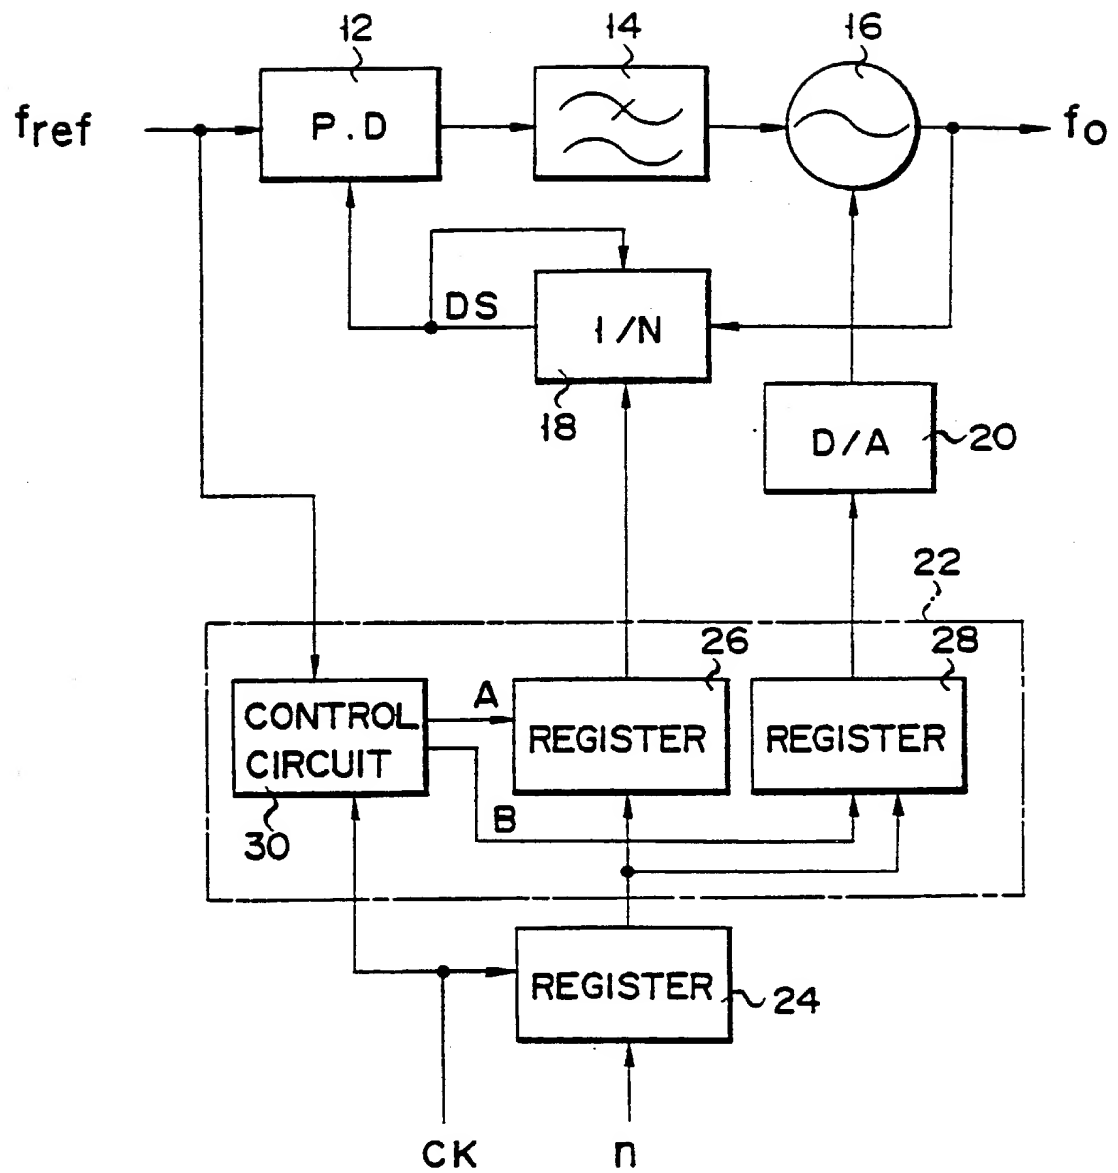 12
14
16
fref
P.D
fo
DS
1/N
18
D/A
20
22
26
28
CONTROL
CIRCUIT
A
REGISTER
REGISTER
30
B
REGISTER
24
CK
n